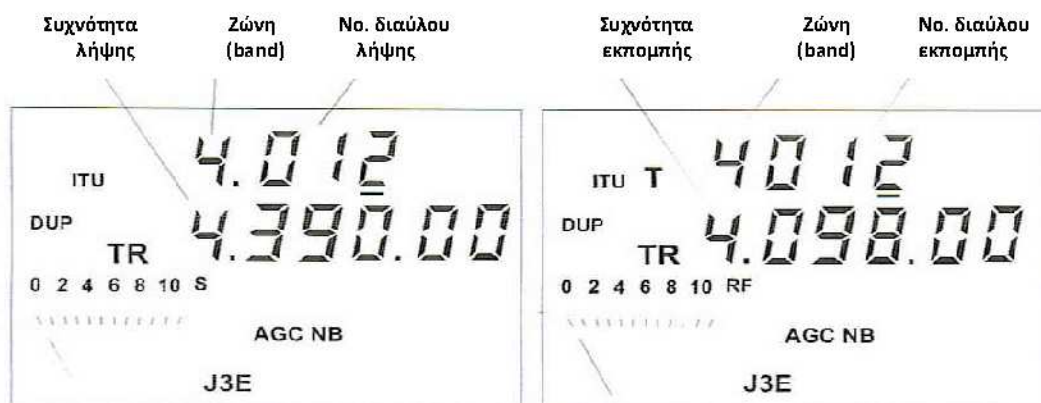 Συχνότητα λήψης
Ζώνη (band)
No. διαύλου λήψης
ITU
4.012
DUP
TR
4.390.00
0 2 4 6 8 10 S
AGC NB
J3E
Συχνότητα εκπομπής
Ζώνη (band)
No. διαύλου εκπομπής
ITU T
4012
DUP
TR
4.098.00
0 2 4 6 8 10 RF
AGC NB
J3E